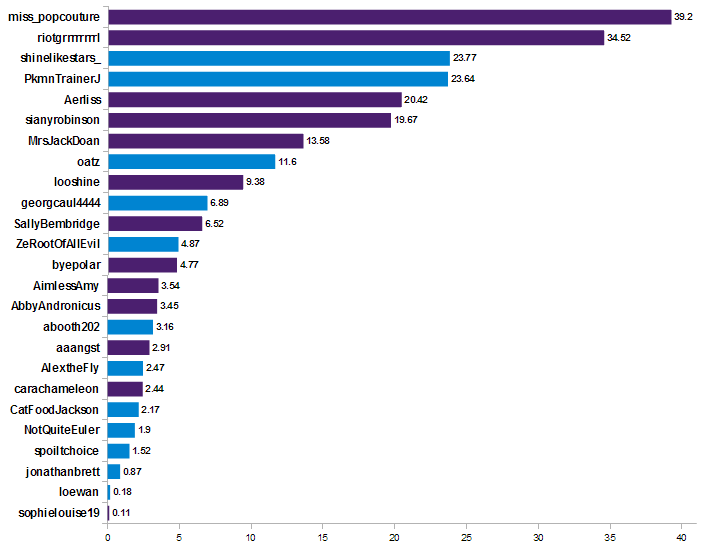 miss_popcouture 39.2
riotgrrrrrrrl 34.52
shinelikestars_ 23.77
PkmnTrainerJ 23.64
Aerliss 20.42
sianyrobinson 19.67
MrsJackDoan 13.58
oatz 11.6
looshine 9.38
georgcaul4444 6.89
SallyBembridge 6.52
ZeRootOfAllEvil 4.87
byepolar 4.77
AimlessAmy 3.54
AbbyAndronicus 3.45
abooth202 3.16
aaangst 2.91
AlextheFly 2.47
carachameleon 2.44
CatFoodJackson 2.17
NotQuiteEuler 1.9
spoiltchoice 1.52
jonathanbrett 0.87
loewan 0.18
sophielouise19 0.11
0 5 10 15 20 25 30 35 40